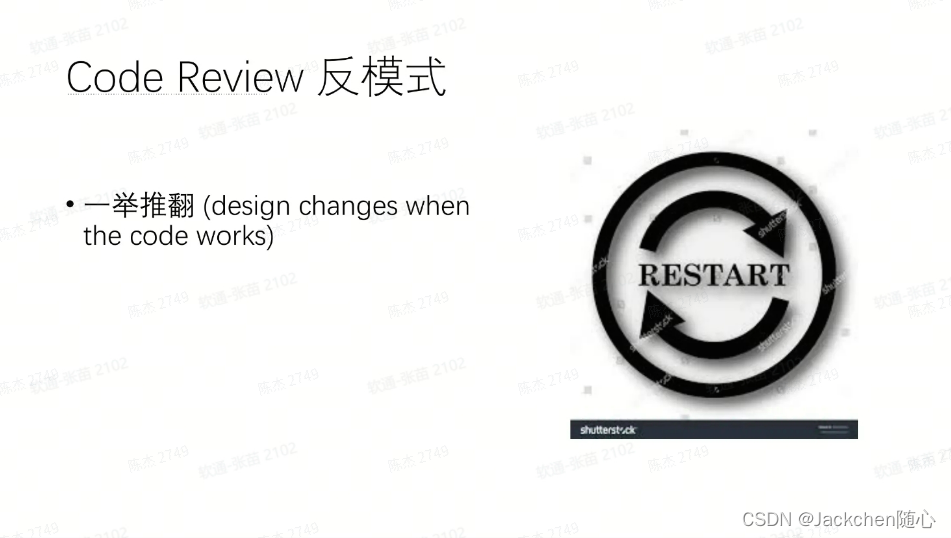 Code Review 反模式
• 一举推翻 (design changes when
the code works)
RESTART
shutterstock
CSDN @Jackchen随心
软通-张苗 2102
陈杰 2749